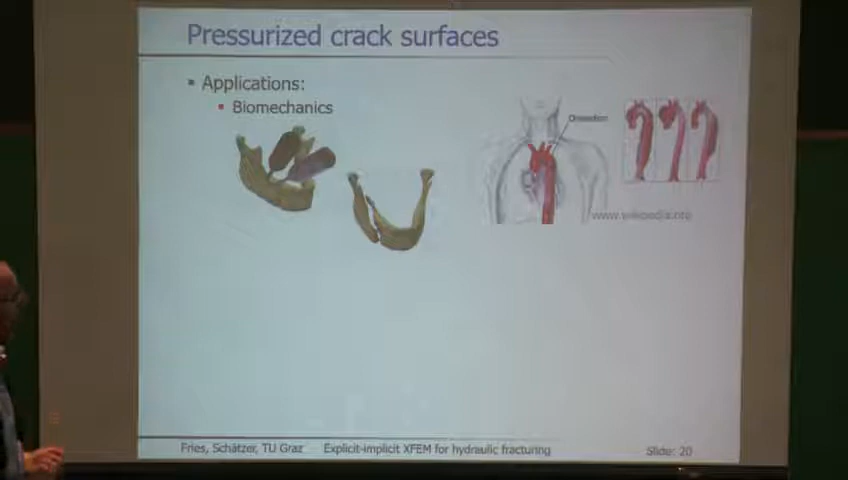 Pressurized crack surfaces
▪ Applications:
▪ Biomechanics
Dissection
www.wikipedia.org
Fries, Schätzer, TU Graz Explicit-implicit XFEM for hydraulic fracturing Slide: 20